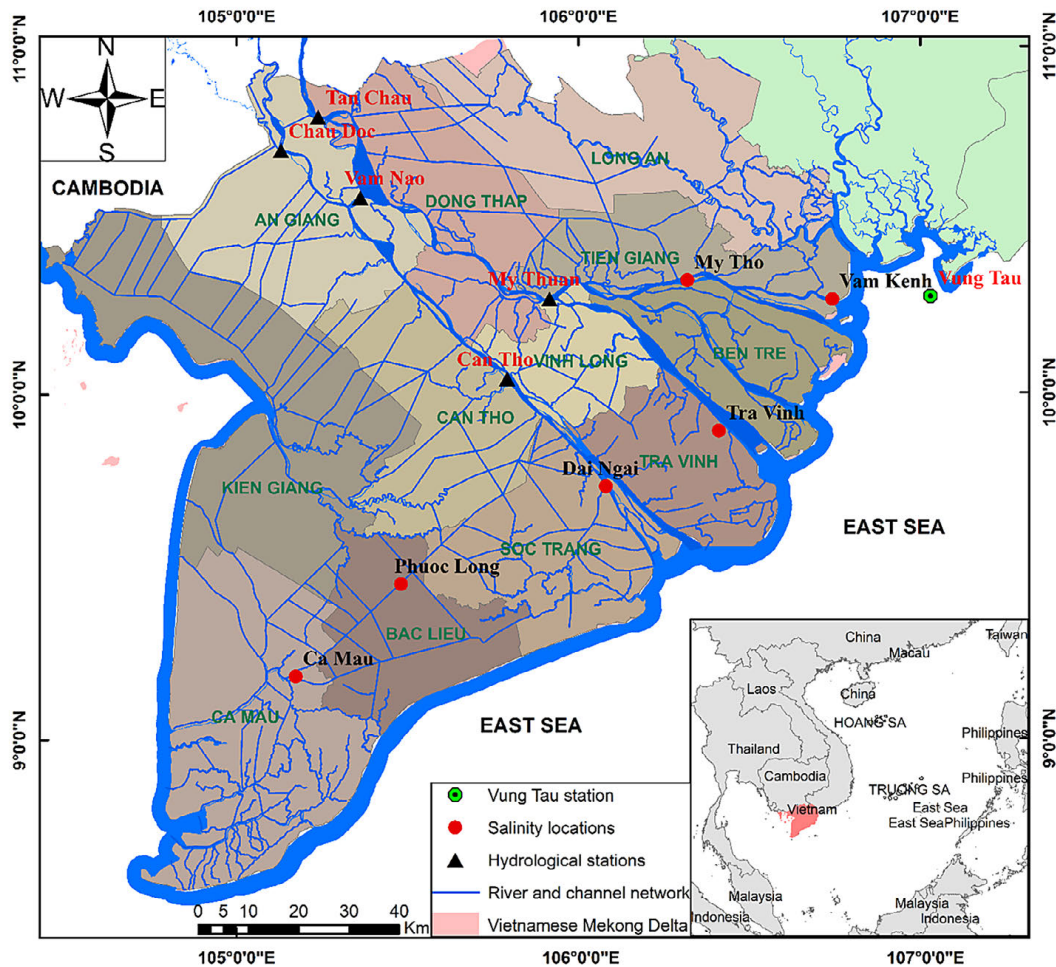 105°0'0"E 106°0'0"E 107°0'0"E
11°0'0"N
11°0'0"N
N
W E
S
Tan Chau
Chau Doc
LONG AN
CAMBODIA
Vam Nao
DONG THAP
AN GIANG
TIEN GIANG
My Tho
My Thuan
Vam Kenh
Vung Tau
BEN TRE
Can Tho
VINH LONG
10°0'0"N
10°0'0"N
CAN THO
Tra Vinh
TRA VINH
Dai Ngai
KIEN GIANG
EAST SEA
SOC TRANG
Phuoc Long
BAC LIEU
Ca Mau
CA MAU
EAST SEA
9°0'0"N
9°0'0"N
Vung Tau station
Salinity locations
Hydrological stations
River and channel network
Vietnamese Mekong Delta
0 5 10 20 30 40
Km
China
Taiwan
Macau
Laos
China
HOANG SA
Philippines
Thailand
Cambodia
Philippines
TRUONG SA
Vietnam
East Sea
East Sea
Philippines
Malaysia
Malaysia
Indonesia
Indonesia
105°0'0"E 106°0'0"E 107°0'0"E